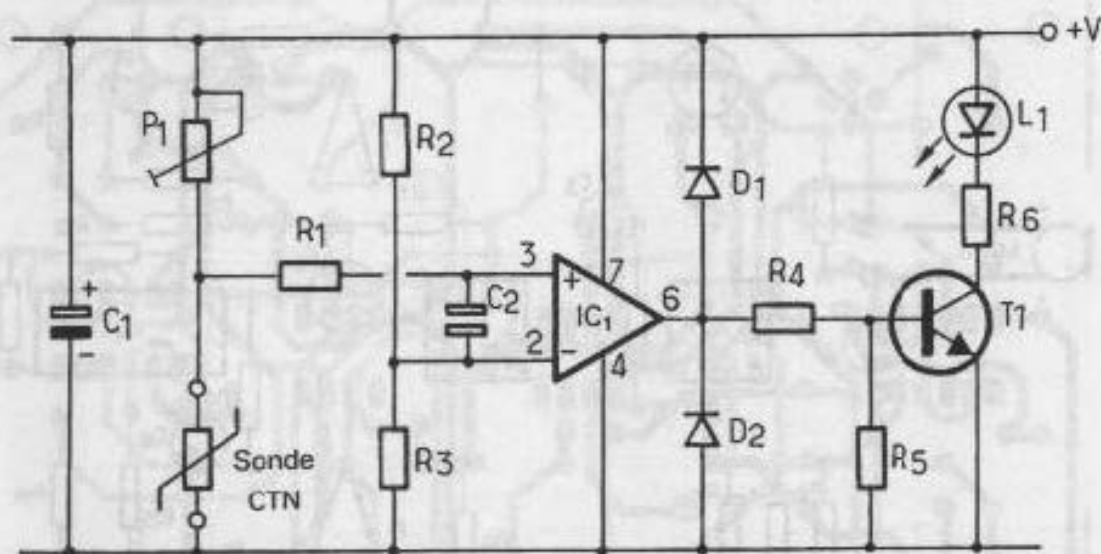 +V
P1
R2
D1
L1
R6
R1
R4
T1
3
7
+
C2
IC1
6
+
C1
-
2
-
4
Sonde
CTN
R3
D2
R5